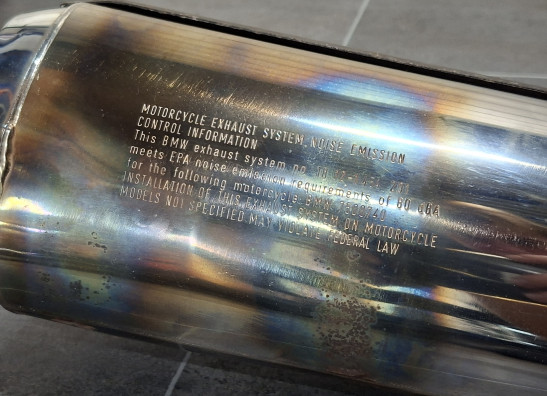 MOTORCYCLE EXHAUST SYSTEM NOISE EMISSION
CONTROL INFORMATION
This BMW exhaust system no. 18
meets EPA noise emission requirements of 80 dBA
for the following motorcycle: BMW
INSTALLATION OF THIS EXHAUST SYSTEM ON MOTORCYCLE
MODELS NOT SPECIFIED MAY VIOLATE FEDERAL LAW